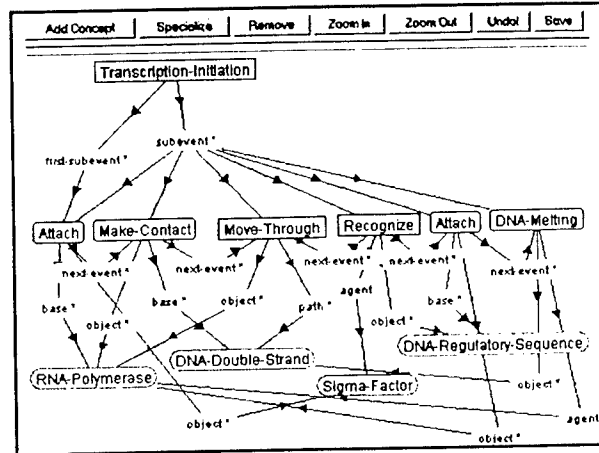 Add Concept Specialize Remove Zoom In Zoom Out Undo! Save
Transcription-Initiation
subevent*
first-subevent*
Attach Make-Contact Move-Through Recognize Attach DNA-Melting
next-event* next-event* next-event* next-event* next-event*
agent
base* base* object* path* base*
object* object*
DNA-Double-Strand DNA-Regulatory-Sequence
RNA-Polymerase Sigma-Factor object*
object* agent
object*